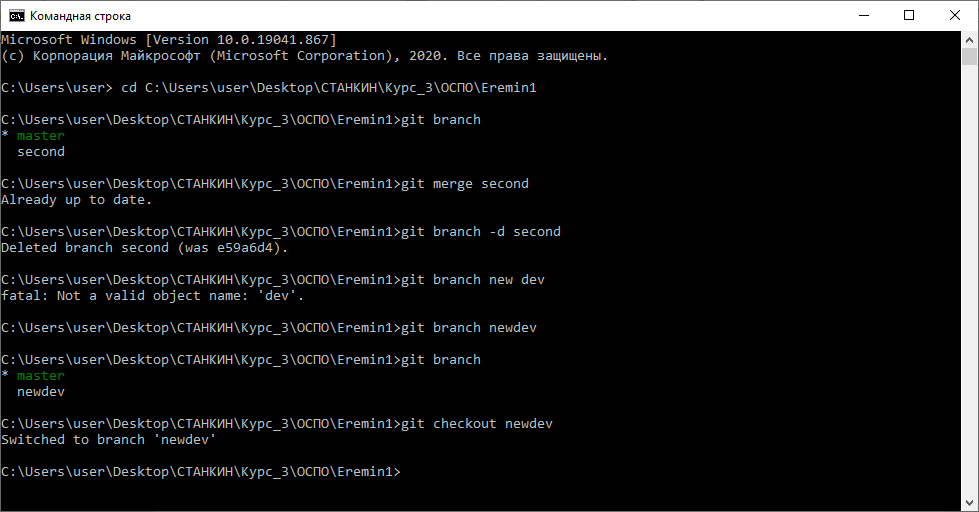 Командная строка
Microsoft Windows [Version 10.0.19041.867]
(c) Корпорация Майкрософт (Microsoft Corporation), 2020. Все права защищены.
C:\Users\user> cd C:\Users\user\Desktop\СТАНКИН\Курс_3\ОСПО\Eremin1
C:\Users\user\Desktop\СТАНКИН\Курс_3\ОСПО\Eremin1>git branch
* master
  second
C:\Users\user\Desktop\СТАНКИН\Курс_3\ОСПО\Eremin1>git merge second
Already up to date.
C:\Users\user\Desktop\СТАНКИН\Курс_3\ОСПО\Eremin1>git branch -d second
Deleted branch second (was e59a6d4).
C:\Users\user\Desktop\СТАНКИН\Курс_3\ОСПО\Eremin1>git branch new dev
fatal: Not a valid object name: 'dev'.
C:\Users\user\Desktop\СТАНКИН\Курс_3\ОСПО\Eremin1>git branch newdev
C:\Users\user\Desktop\СТАНКИН\Курс_3\ОСПО\Eremin1>git branch
* master
  newdev
C:\Users\user\Desktop\СТАНКИН\Курс_3\ОСПО\Eremin1>git checkout newdev
Switched to branch 'newdev'
C:\Users\user\Desktop\СТАНКИН\Курс_3\ОСПО\Eremin1>